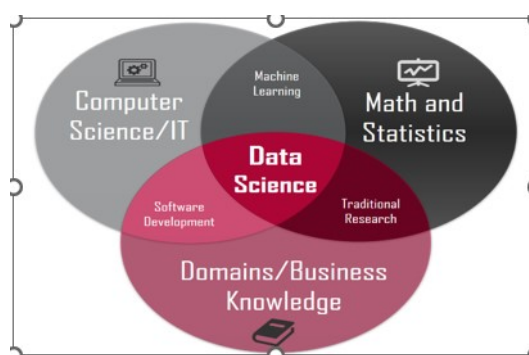 Machine
Learning
Computer
Science/IT
Math and
Statistics
Data
Science
Software
Development
Traditional
Research
Domains/Business
Knowledge